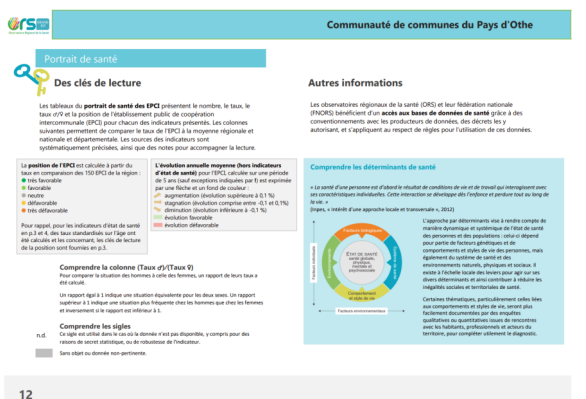 ORS
Communauté de communes du Pays d'Othe
Portrait de santé
Des clés de lecture
Les tableaux du portrait de santé des EPCI présentent le nombre, le taux, le
taux ♂/♀ et la position de l'établissement public de coopération
intercommunale (EPCI) pour chacun des indicateurs présentés. Les colonnes
suivantes permettent de comparer le taux de l'EPCI à la moyenne régionale et
nationale et départementale. Les sources des indicateurs sont
systématiquement précisées, ainsi que des notes pour accompagner la lecture.
La position de l'EPCI est calculée à partir du
taux en comparaison des 150 EPCI de la région :
très favorable
favorable
neutre
défavorable
très défavorable
Pour rappel, pour les indicateurs d'état de santé
en p.3 et 4, des taux standardisés sur l'âge ont
été calculés et les concernant, les clés de lecture
de la position sont fournies en p.3.
L'évolution annuelle moyenne (hors indicateurs
d'état de santé) pour l'EPCI, calculée sur une période
de 5 ans (sauf exceptions indiquées par †) est exprimée
par une flèche et un fond de couleur :
augmentation (évolution supérieure à 0,1 %)
stagnation (évolution comprise entre -0,1 et 0,1%)
diminution (évolution inférieure à -0,1 %)
évolution favorable
évolution défavorable
Comprendre la colonne (Taux ♂)/(Taux ♀)
Pour comparer la situation des hommes à celle des femmes, un rapport de leurs taux a
été calculé.
Un rapport égal à 1 indique une situation équivalente pour les deux sexes. Un rapport
supérieur à 1 indique une situation plus fréquente chez les hommes que chez les femmes
et inversement si le rapport est inférieur à 1.
Comprendre les sigles
n.d. Ce sigle est utilisé dans le cas où la donnée n'est pas disponible, y compris pour des
raisons de secret statistique, ou de robustesse de l'indicateur.
Sans objet ou donnée non-pertinente.
Autres informations
Les observatoires régionaux de la santé (ORS) et leur fédération nationale
(FNORS) bénéficient d'un accès aux bases de données de santé grâce à des
conventionnements avec les producteurs de données, des décrets les y
autorisant, et s'appliquent au respect de règles pour l'utilisation de ces données.
Comprendre les déterminants de santé
« La santé d'une personne est d'abord le résultat de conditions de vie et de travail qui interagissent avec
ses caractéristiques individuelles. Cette interaction se développe dès l'enfance et perdure tout au long de
la vie. »
(Inpes, « Intérêt d'une approche locale et transversale », 2012)
Facteurs individuels
Facteurs biologiques
Environnements
ETAT DE SANTÉ
santé globale,
physique,
mentale et
psychosociale
Comportement
et styles de vie
Facteurs environnementaux
L'approche par déterminants vise à rendre compte de
manière dynamique et systémique de l'état de santé
des personnes et des populations : celui-ci dépend
pour partie de facteurs génétiques et de
comportements et styles de vie des personnes, mais
également du système de santé et des
environnements naturels, physiques et sociaux. Il
existe à l'échelle locale des leviers pour agir sur ses
divers déterminants et ainsi contribuer à réduire les
inégalités sociales et territoriales de santé.
Certaines thématiques, particulièrement celles liées
aux comportements et styles de vie, seront plus
facilement documentées par des enquêtes
qualitatives ou quantitatives issues de rencontres
avec les habitants, professionnels et acteurs du
territoire, pour compléter utilement le diagnostic.
12